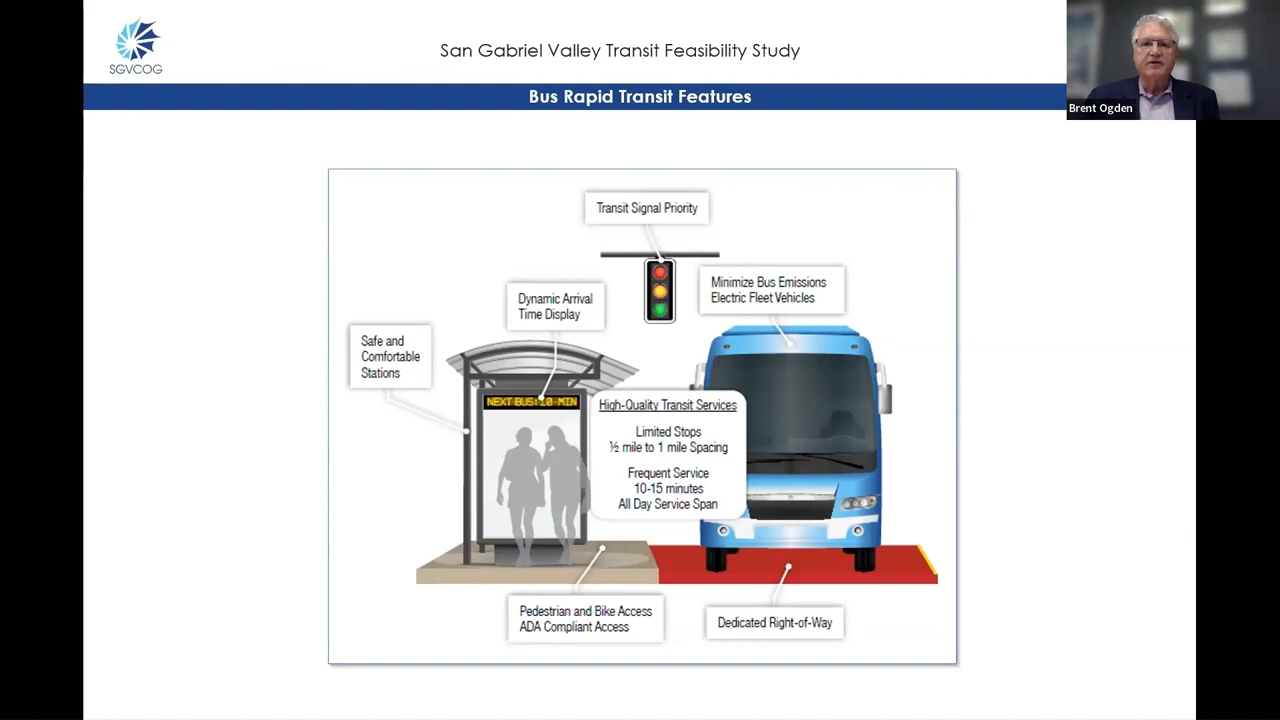 SGVCOG
San Gabriel Valley Transit Feasibility Study
Bus Rapid Transit Features
Brent Ogden
Transit Signal Priority
Minimize Bus Emissions
Electric Fleet Vehicles
Dynamic Arrival
Time Display
Safe and
Comfortable
Stations
NEXT BUS:10 MIN
High-Quality Transit Services
Limited Stops
½ mile to 1 mile Spacing
Frequent Service
10-15 minutes
All Day Service Span
Pedestrian and Bike Access
ADA Compliant Access
Dedicated Right-of-Way